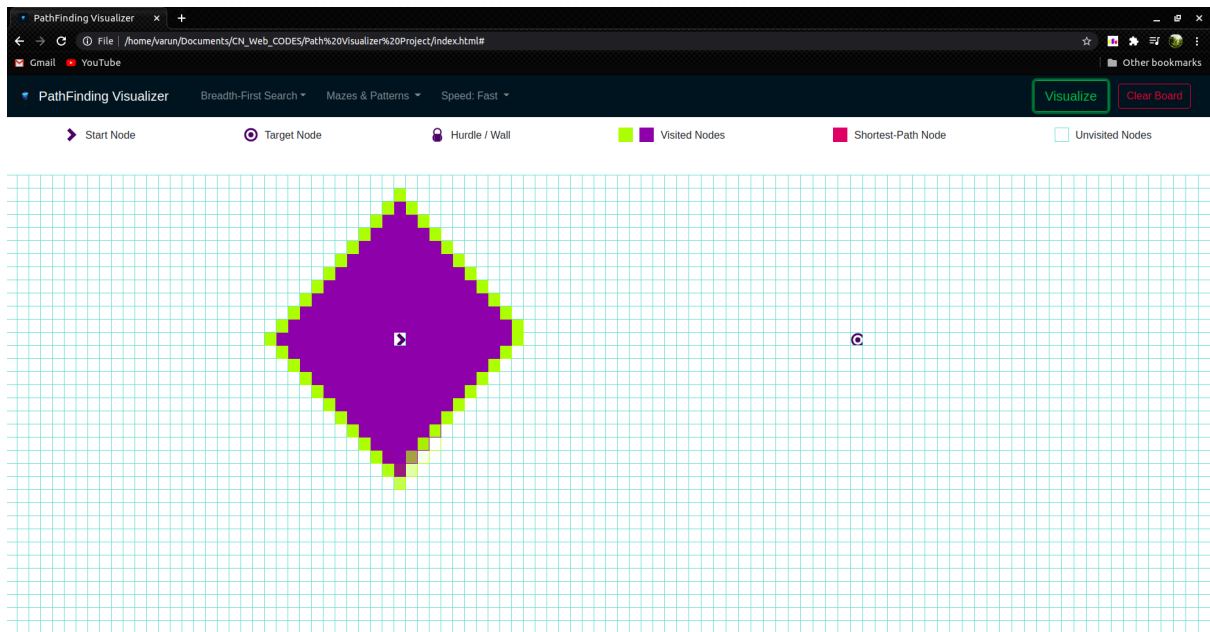 PathFinding Visualizer
File | /home/varun/Documents/CN_Web_CODES/Path%20Visualizer%20Project/index.html#
Gmail YouTube Other bookmarks
PathFinding Visualizer Breadth-First Search Mazes & Patterns Speed: Fast Visualize Clear Board
Start Node Target Node Hurdle / Wall Visited Nodes Shortest-Path Node Unvisited Nodes